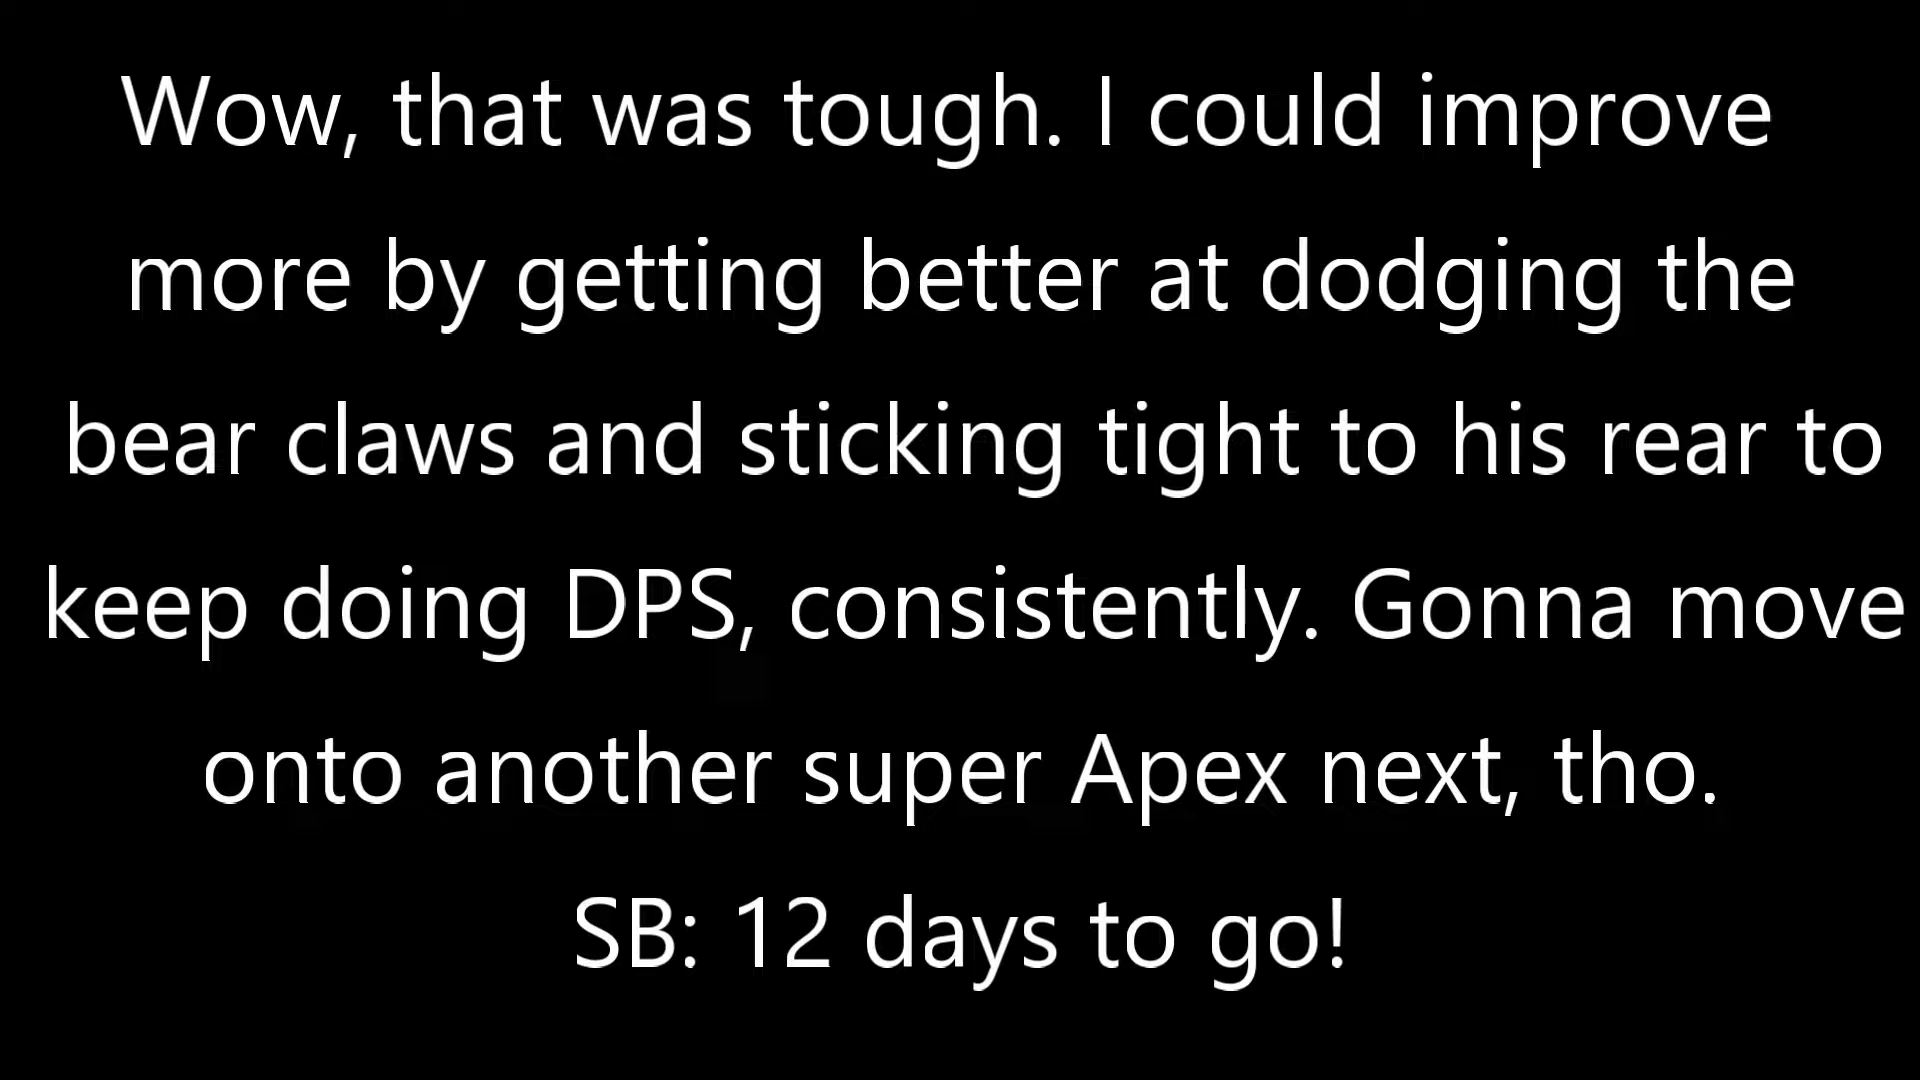 Wow, that was tough. I could improve
more by getting better at dodging the
bear claws and sticking tight to his rear to
keep doing DPS, consistently. Gonna move
onto another super Apex next, tho.
SB: 12 days to go!